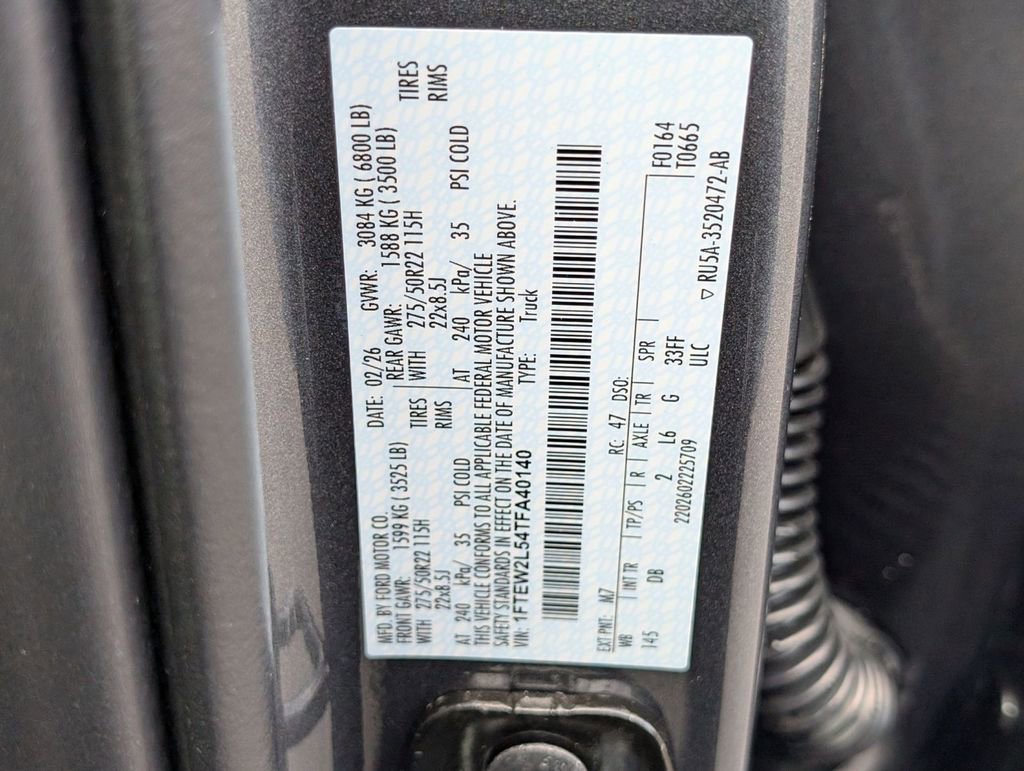 MFD. BY FORD MOTOR CO. DATE: 02/26 GVWR: 3084 KG ( 6800 LB)
FRONT GAWR: 1599 KG ( 3525 LB) REAR GAWR: 1588 KG ( 3500 LB)
WITH 275/50R22 115H TIRES WITH 275/50R22 115H TIRES
22x8.5J RIMS 22x8.5J RIMS
AT 240 kPa/ 35 PSI COLD AT 240 kPa/ 35 PSI COLD
THIS VEHICLE CONFORMS TO ALL APPLICABLE FEDERAL MOTOR VEHICLE
SAFETY STANDARDS IN EFFECT ON THE DATE OF MANUFACTURE SHOWN ABOVE.
VIN: 1FTEW2L54TFA40140 TYPE: Truck
EXT PNT: M7 RC: 47 DSO:
WB | INT TR | TP/PS | R | AXLE | TR | SPR | F0164
145 DB 2 L6 G 33FF T0665
2202602225709 ULC
▽ RU5A-3520472-AB